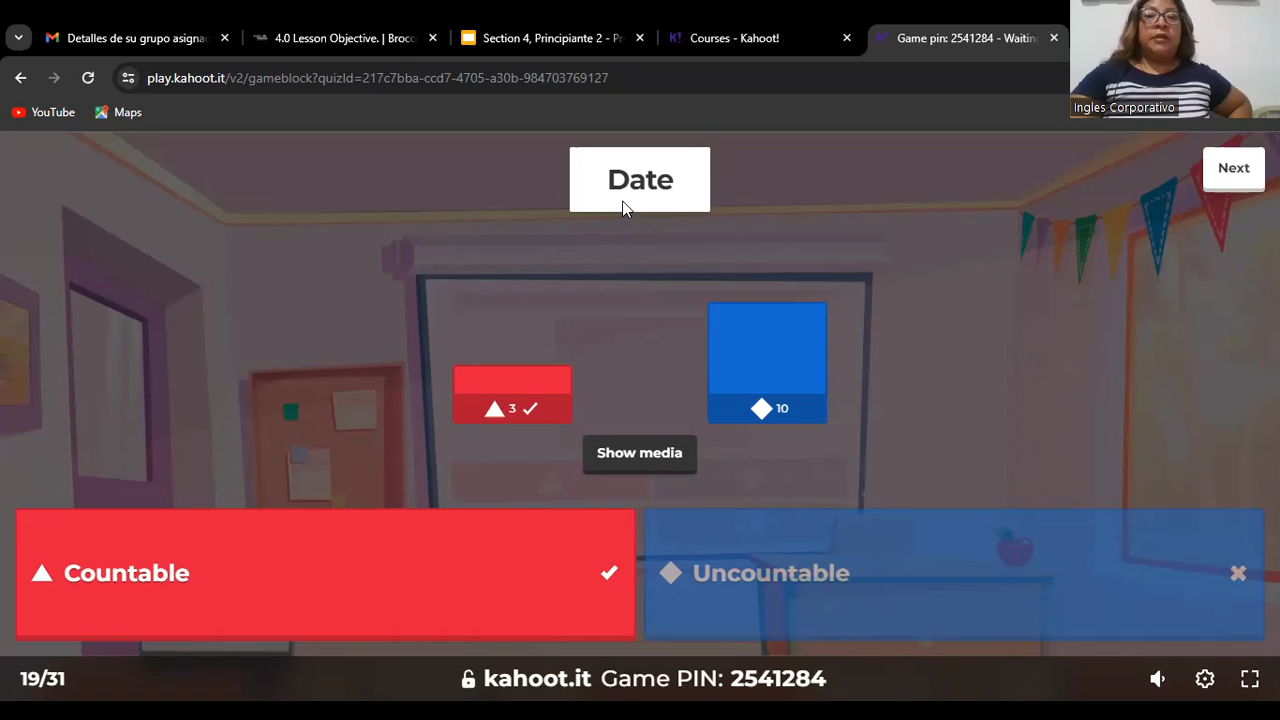 Detalles de su grupo asigna
4.0 Lesson Objective. | Brocc
Section 4, Principiante 2 - Pr
Courses - Kahoot!
Game pin: 2541284 - Waitin
play.kahoot.it/v2/gameblock?quizId=217c7bba-ccd7-4705-a30b-984703769127
YouTube
Maps
Ingles Corporativo
Date
Next
3
10
Show media
Countable
Uncountable
19/31
kahoot.it Game PIN: 2541284